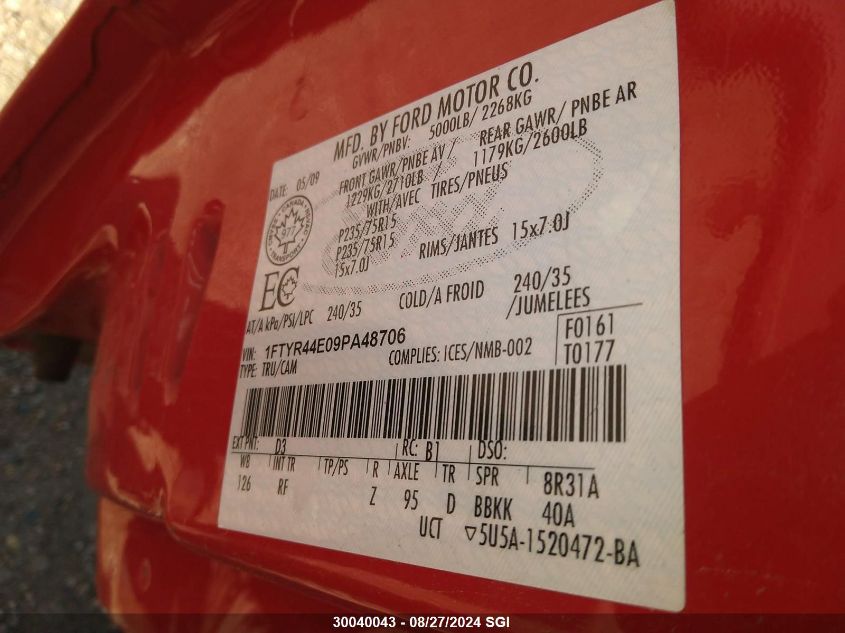 MFD. BY FORD MOTOR CO.
GVWR/PNBV: 5000LB/ 2268KG
DATE: 05/09
FRONT GAWR/PNBE AV / REAR GAWR/ PNBE AR
1229KG/2710LB / 1179KG/2600LB
WITH/AVEC TIRES/PNEUS
P235/75R15
P235/75R15
15x7.0J RIMS/JANTES 15x7.0J
CANADA
977
TRANSPORT
EC
AT/A kPa/PSI/LPC 240/35 COLD/A FROID 240/35
/JUMELEES
VIN: 1FTYR44E09PA48706
TYPE: TRU/CAM COMPLIES: ICES/NMB-002
F0161
T0177
EXT PNT: D3 RC: B1 DSO:
WB INT TR TP/PS R AXLE TR SPR 8R31A
126 RF Z 95 D BBKK 40A
UCT ▽5U5A-1520472-BA
30040043 - 08/27/2024 SGI